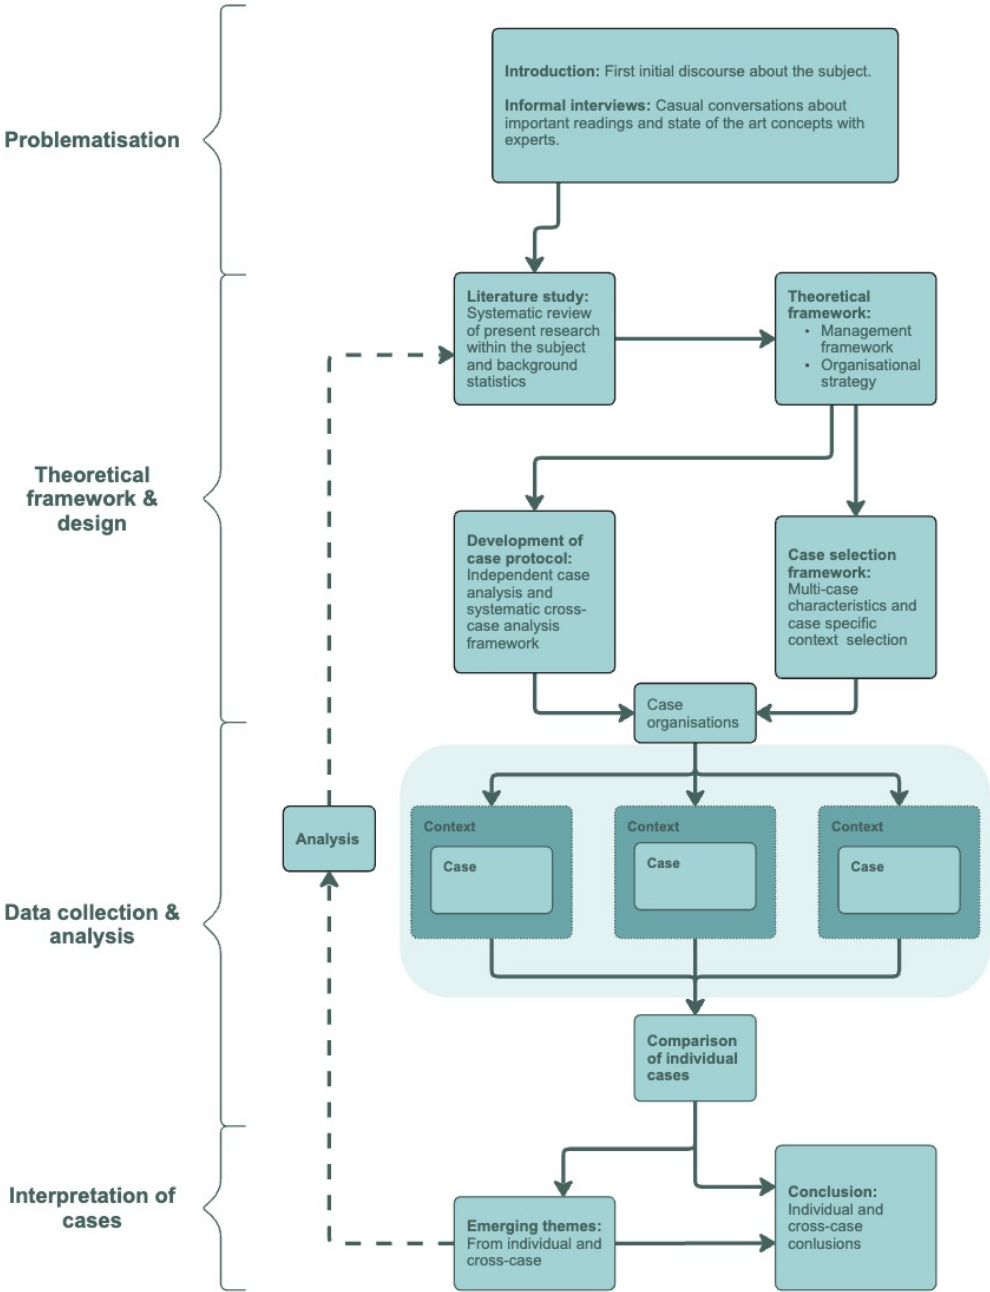 Problematisation
Introduction: First initial discourse about the subject.
Informal interviews: Casual conversations about
important readings and state of the art concepts with
experts.
Theoretical
framework &
design
Literature study:
Systematic review
of present research
within the subject
and background
statistics
Theoretical
framework:
• Management
framework
• Organisational
strategy
Development of
case protocol:
Independent case
analysis and
systematic cross-
case analysis
framework
Case selection
framework:
Multi-case
characteristics and
case specific
context selection
Case
organisations
Data collection &
analysis
Analysis
Context
Case
Context
Case
Context
Case
Comparison
of individual
cases
Interpretation of
cases
Emerging themes:
From individual and
cross-case
Conclusion:
Individual and
cross-case
conlusions